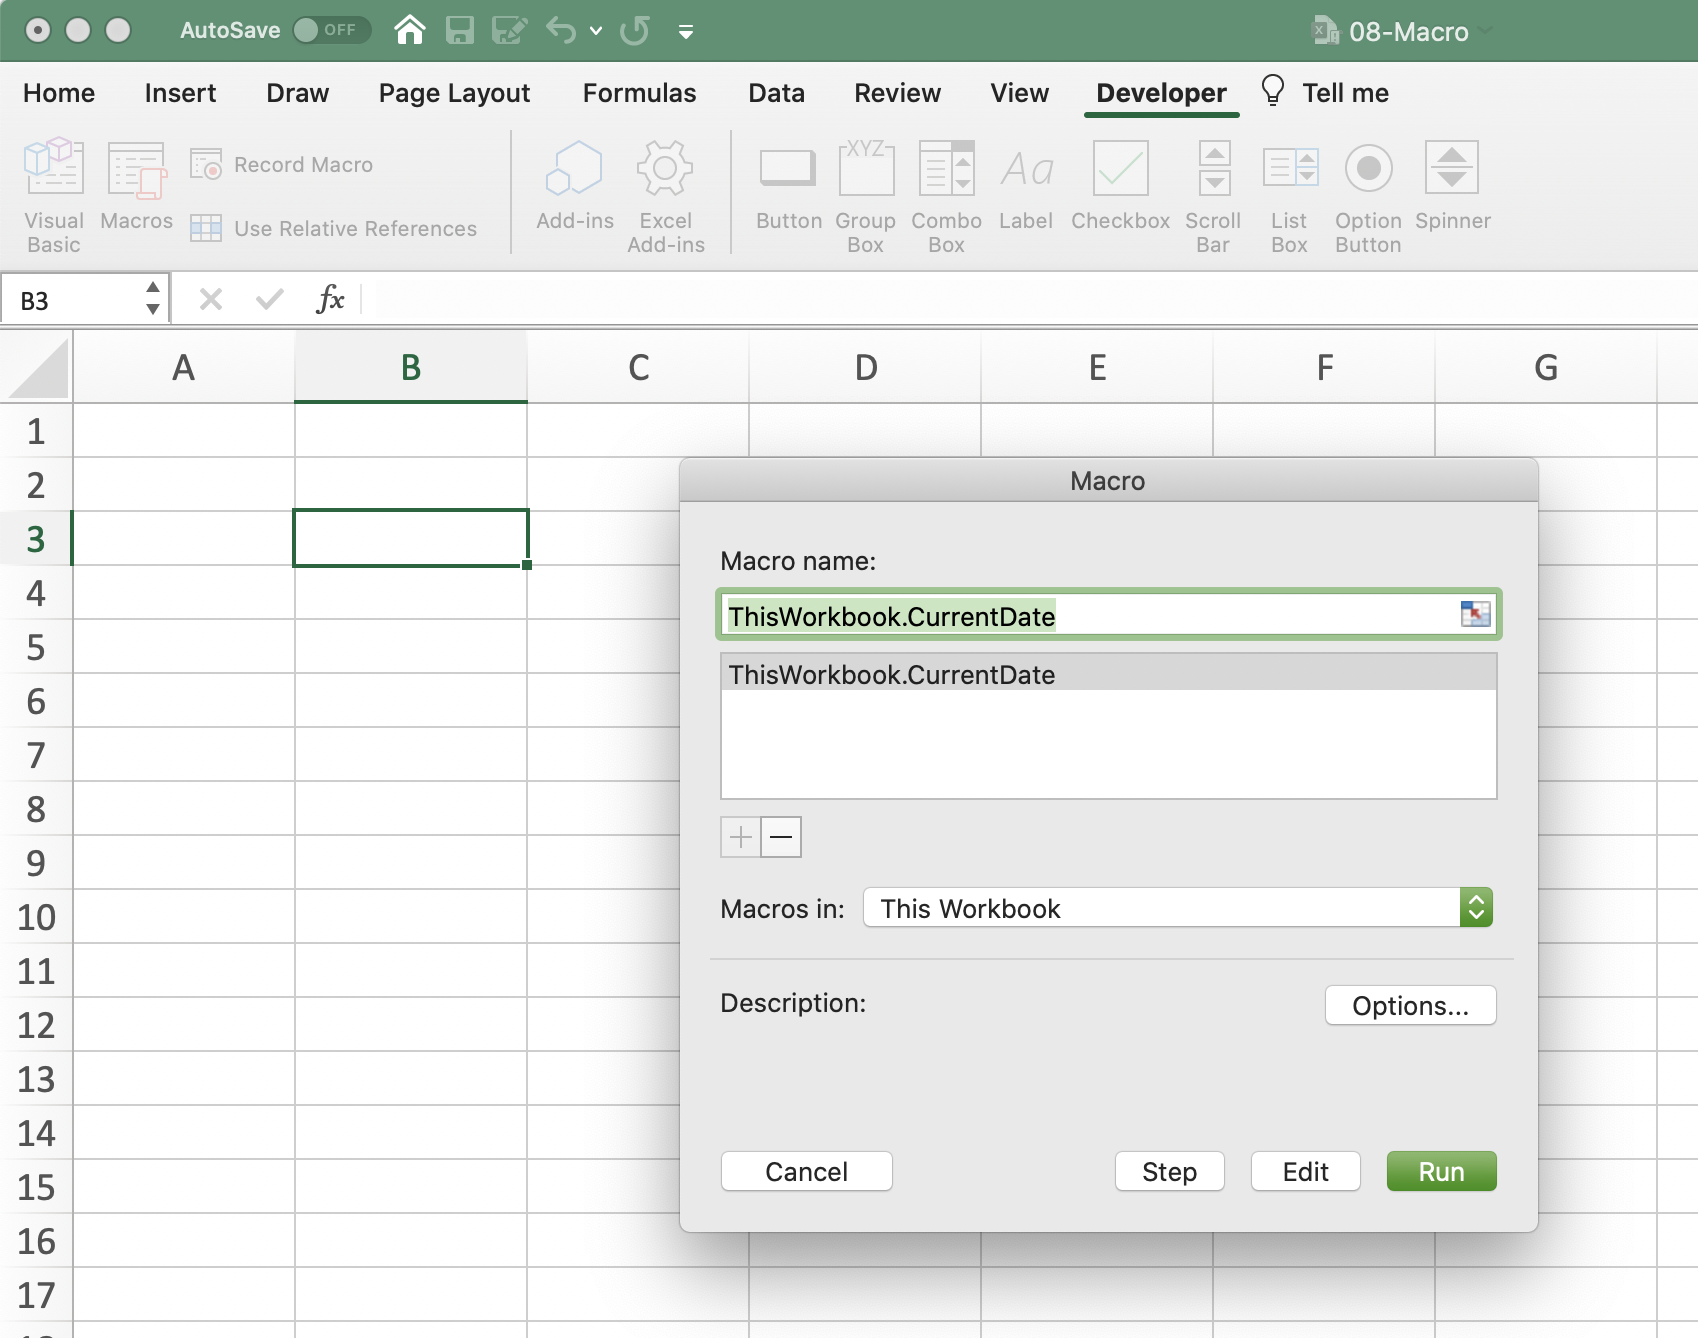 AutoSave OFF 08-Macro
Home Insert Draw Page Layout Formulas Data Review View Developer Tell me
Visual Basic
Macros
Record Macro
Use Relative References
Add-ins
Excel Add-ins
Button
XYZ
Group Box
Combo Box
Aa
Label
Checkbox
Scroll Bar
List Box
Option Button
Spinner
B3 fx
A B C D E F G
1
2
3
4
5
6
7
8
9
10
11
12
13
14
15
16
17
Macro
Macro name:
ThisWorkbook.CurrentDate
ThisWorkbook.CurrentDate
Macros in: This Workbook
Description:
Options...
Cancel Step Edit Run